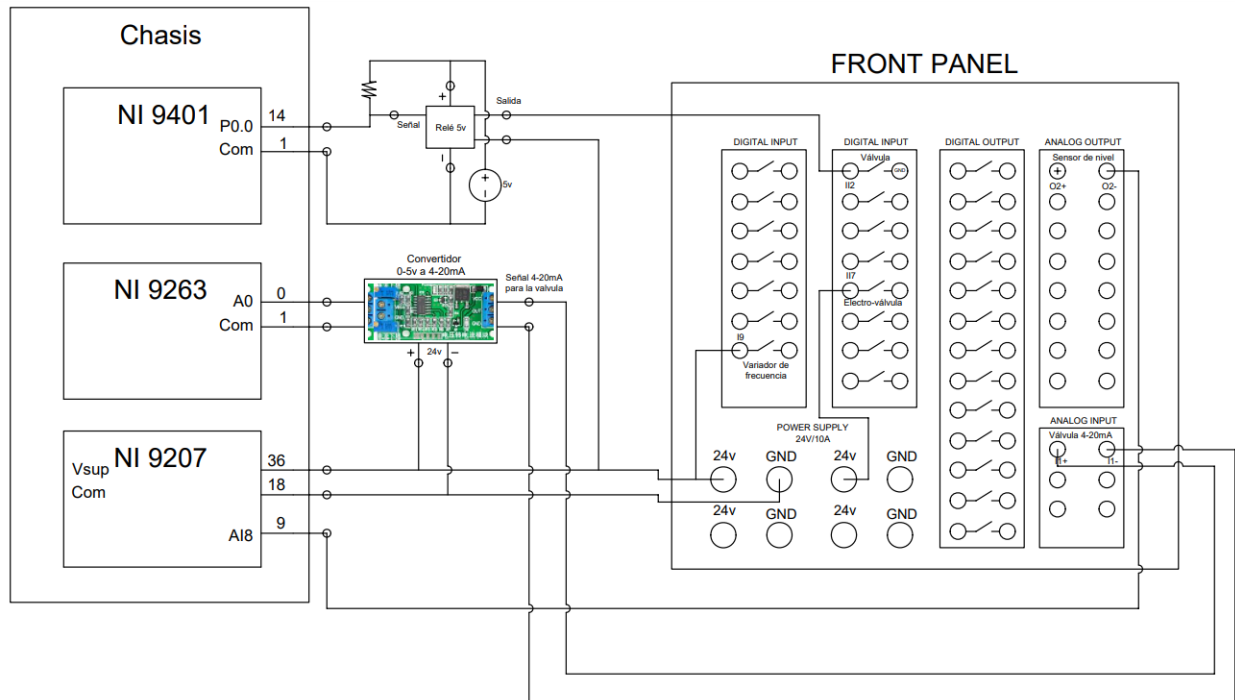 Chasis
NI 9401
P0.0
14
Com
1
+
Señal
Relé 5v
Salida
−
+
−
5v
NI 9263
A0
0
Com
1
Convertidor
0-5v a 4-20mA
Señal 4-20mA
para la valvula
+
24v
−
NI 9207
Vsup
36
Com
18
AI8
9
FRONT PANEL
DIGITAL INPUT
I9
Variador de
frecuencia
DIGITAL INPUT
Válvula
GND
II2
II7
Electro-válvula
DIGITAL OUTPUT
ANALOG OUTPUT
Sensor de nivel
+
O2+
O2-
POWER SUPPLY
24V/10A
24v
GND
24v
GND
24v
GND
24v
GND
ANALOG INPUT
Válvula 4-20mA
I1+
I1-